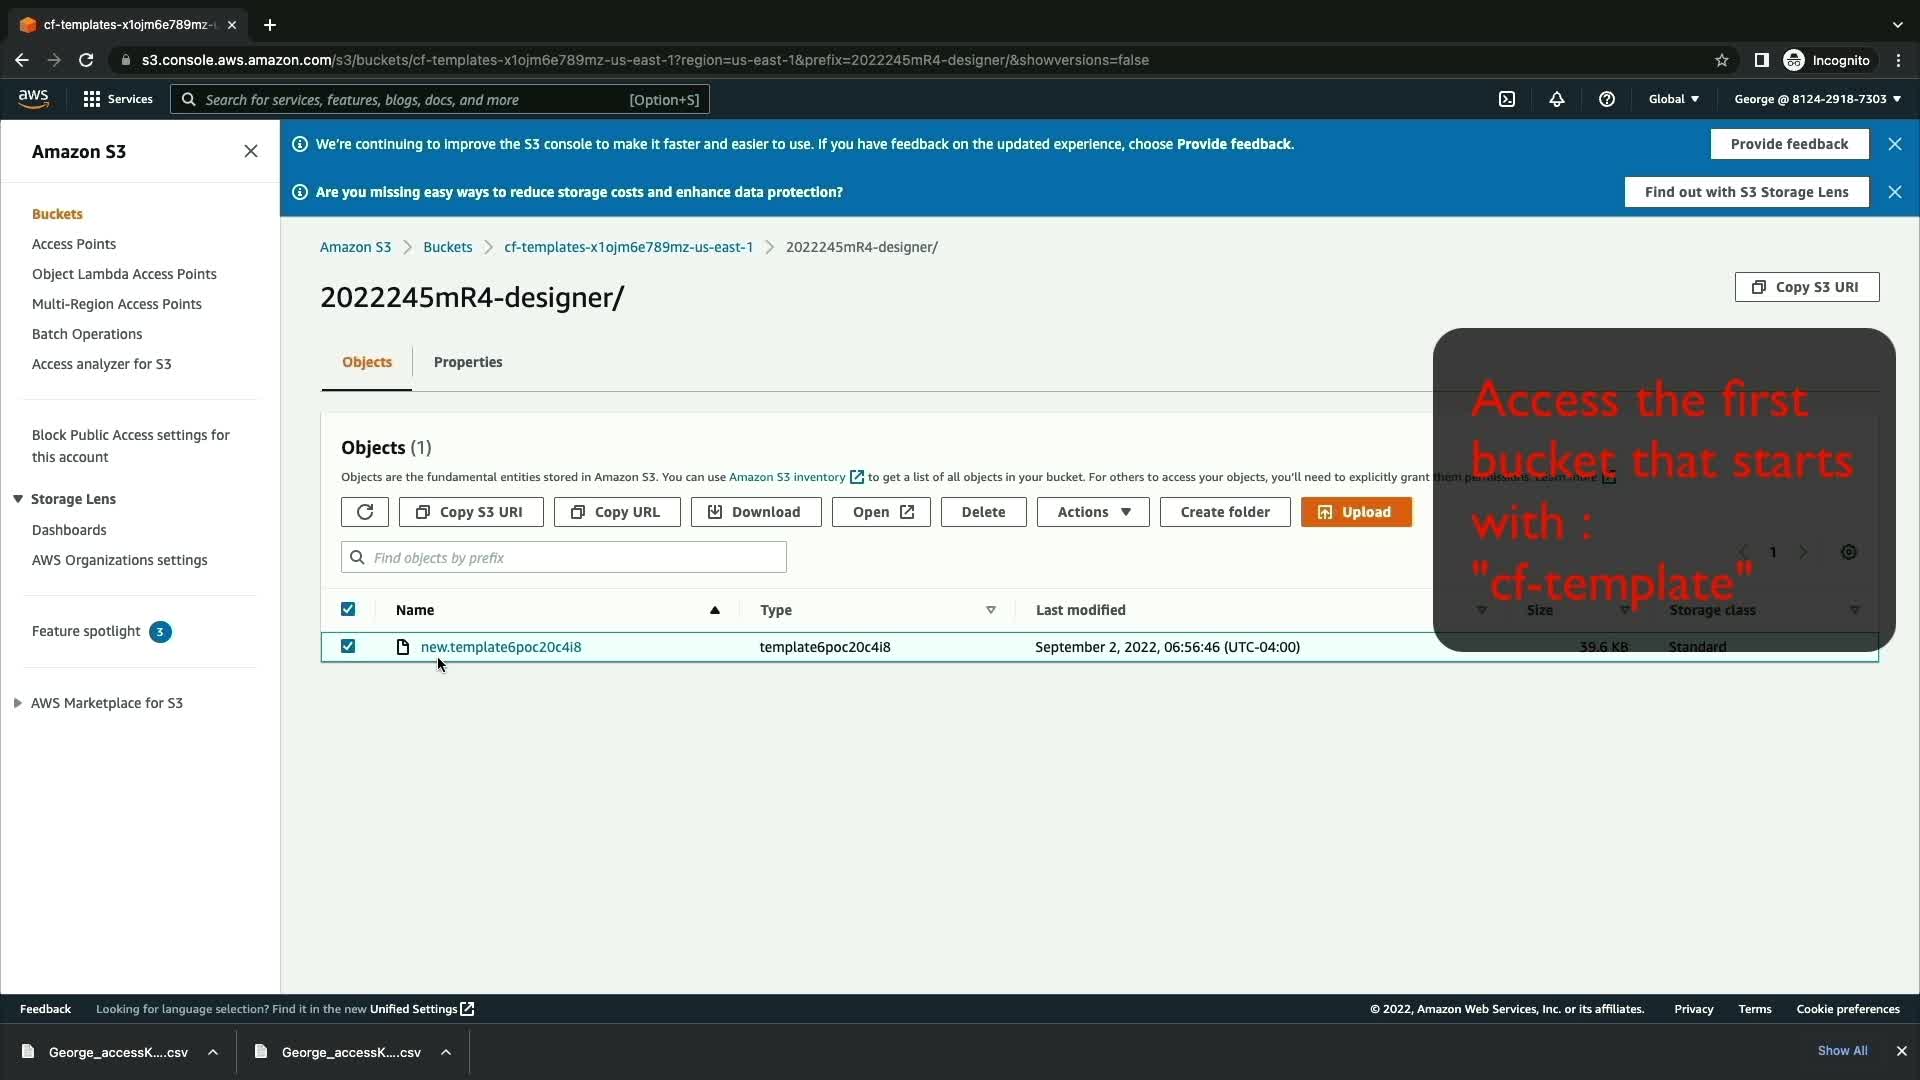 cf-templates-x1ojm6e789mz-u
s3.console.aws.amazon.com/s3/buckets/cf-templates-x1ojm6e789mz-us-east-1?region=us-east-1&prefix=2022245mR4-designer/&showversions=false
Incognito
aws
Services
Search for services, features, blogs, docs, and more
[Option+S]
Global
George @ 8124-2918-7303
Amazon S3
We're continuing to improve the S3 console to make it faster and easier to use. If you have feedback on the updated experience, choose Provide feedback.
Provide feedback
Are you missing easy ways to reduce storage costs and enhance data protection?
Find out with S3 Storage Lens
Buckets
Access Points
Object Lambda Access Points
Multi-Region Access Points
Batch Operations
Access analyzer for S3
Block Public Access settings for
this account
Storage Lens
Dashboards
AWS Organizations settings
Feature spotlight 3
AWS Marketplace for S3
Amazon S3 > Buckets > cf-templates-x1ojm6e789mz-us-east-1 > 2022245mR4-designer/
2022245mR4-designer/
Copy S3 URI
Objects
Properties
Objects (1)
Objects are the fundamental entities stored in Amazon S3. You can use Amazon S3 inventory to get a list of all objects in your bucket. For others to access your objects, you'll need to explicitly grant them permissions. Learn more
Copy S3 URI
Copy URL
Download
Open
Delete
Actions
Create folder
Upload
Find objects by prefix
1
Name
Type
Last modified
Size
Storage class
new.template6poc20c4i8
template6poc20c4i8
September 2, 2022, 06:56:46 (UTC-04:00)
39.6 KB
Standard
Access the first
bucket that starts
with :
"cf-template"
Feedback
Looking for language selection? Find it in the new Unified Settings
© 2022, Amazon Web Services, Inc. or its affiliates.
Privacy
Terms
Cookie preferences
George_accessK....csv
George_accessK....csv
Show All